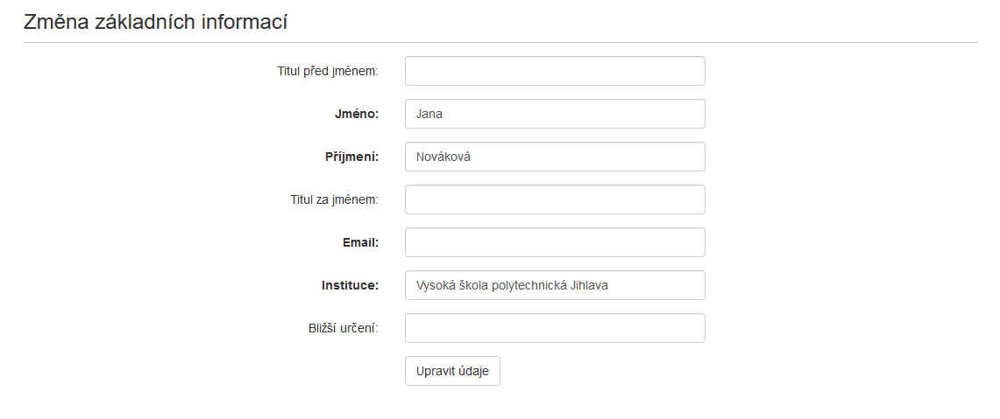 Změna základních informací
Titul před jménem:
Jméno: Jana
Příjmení: Nováková
Titul za jménem:
Email:
Instituce: Vysoká škola polytechnická Jihlava
Bližší určení:
Upravit údaje